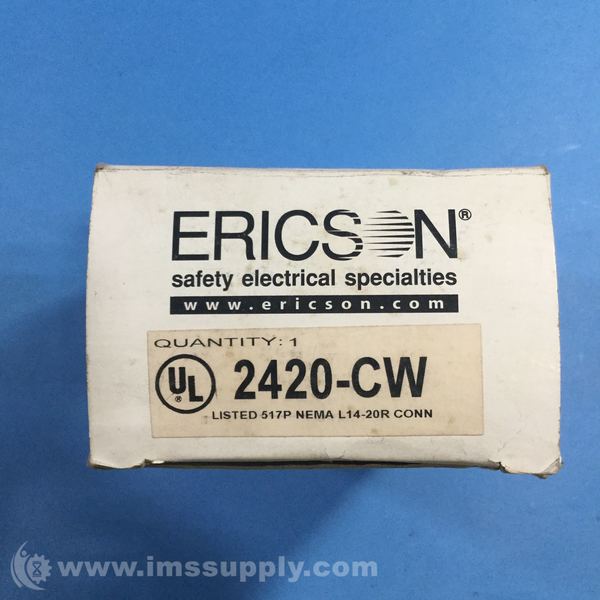 ERICSON®
safety electrical specialties
www.ericson.com
QUANTITY: 1
UL® 2420-CW
LISTED 517P NEMA L14-20R CONN
www.imssupply.com